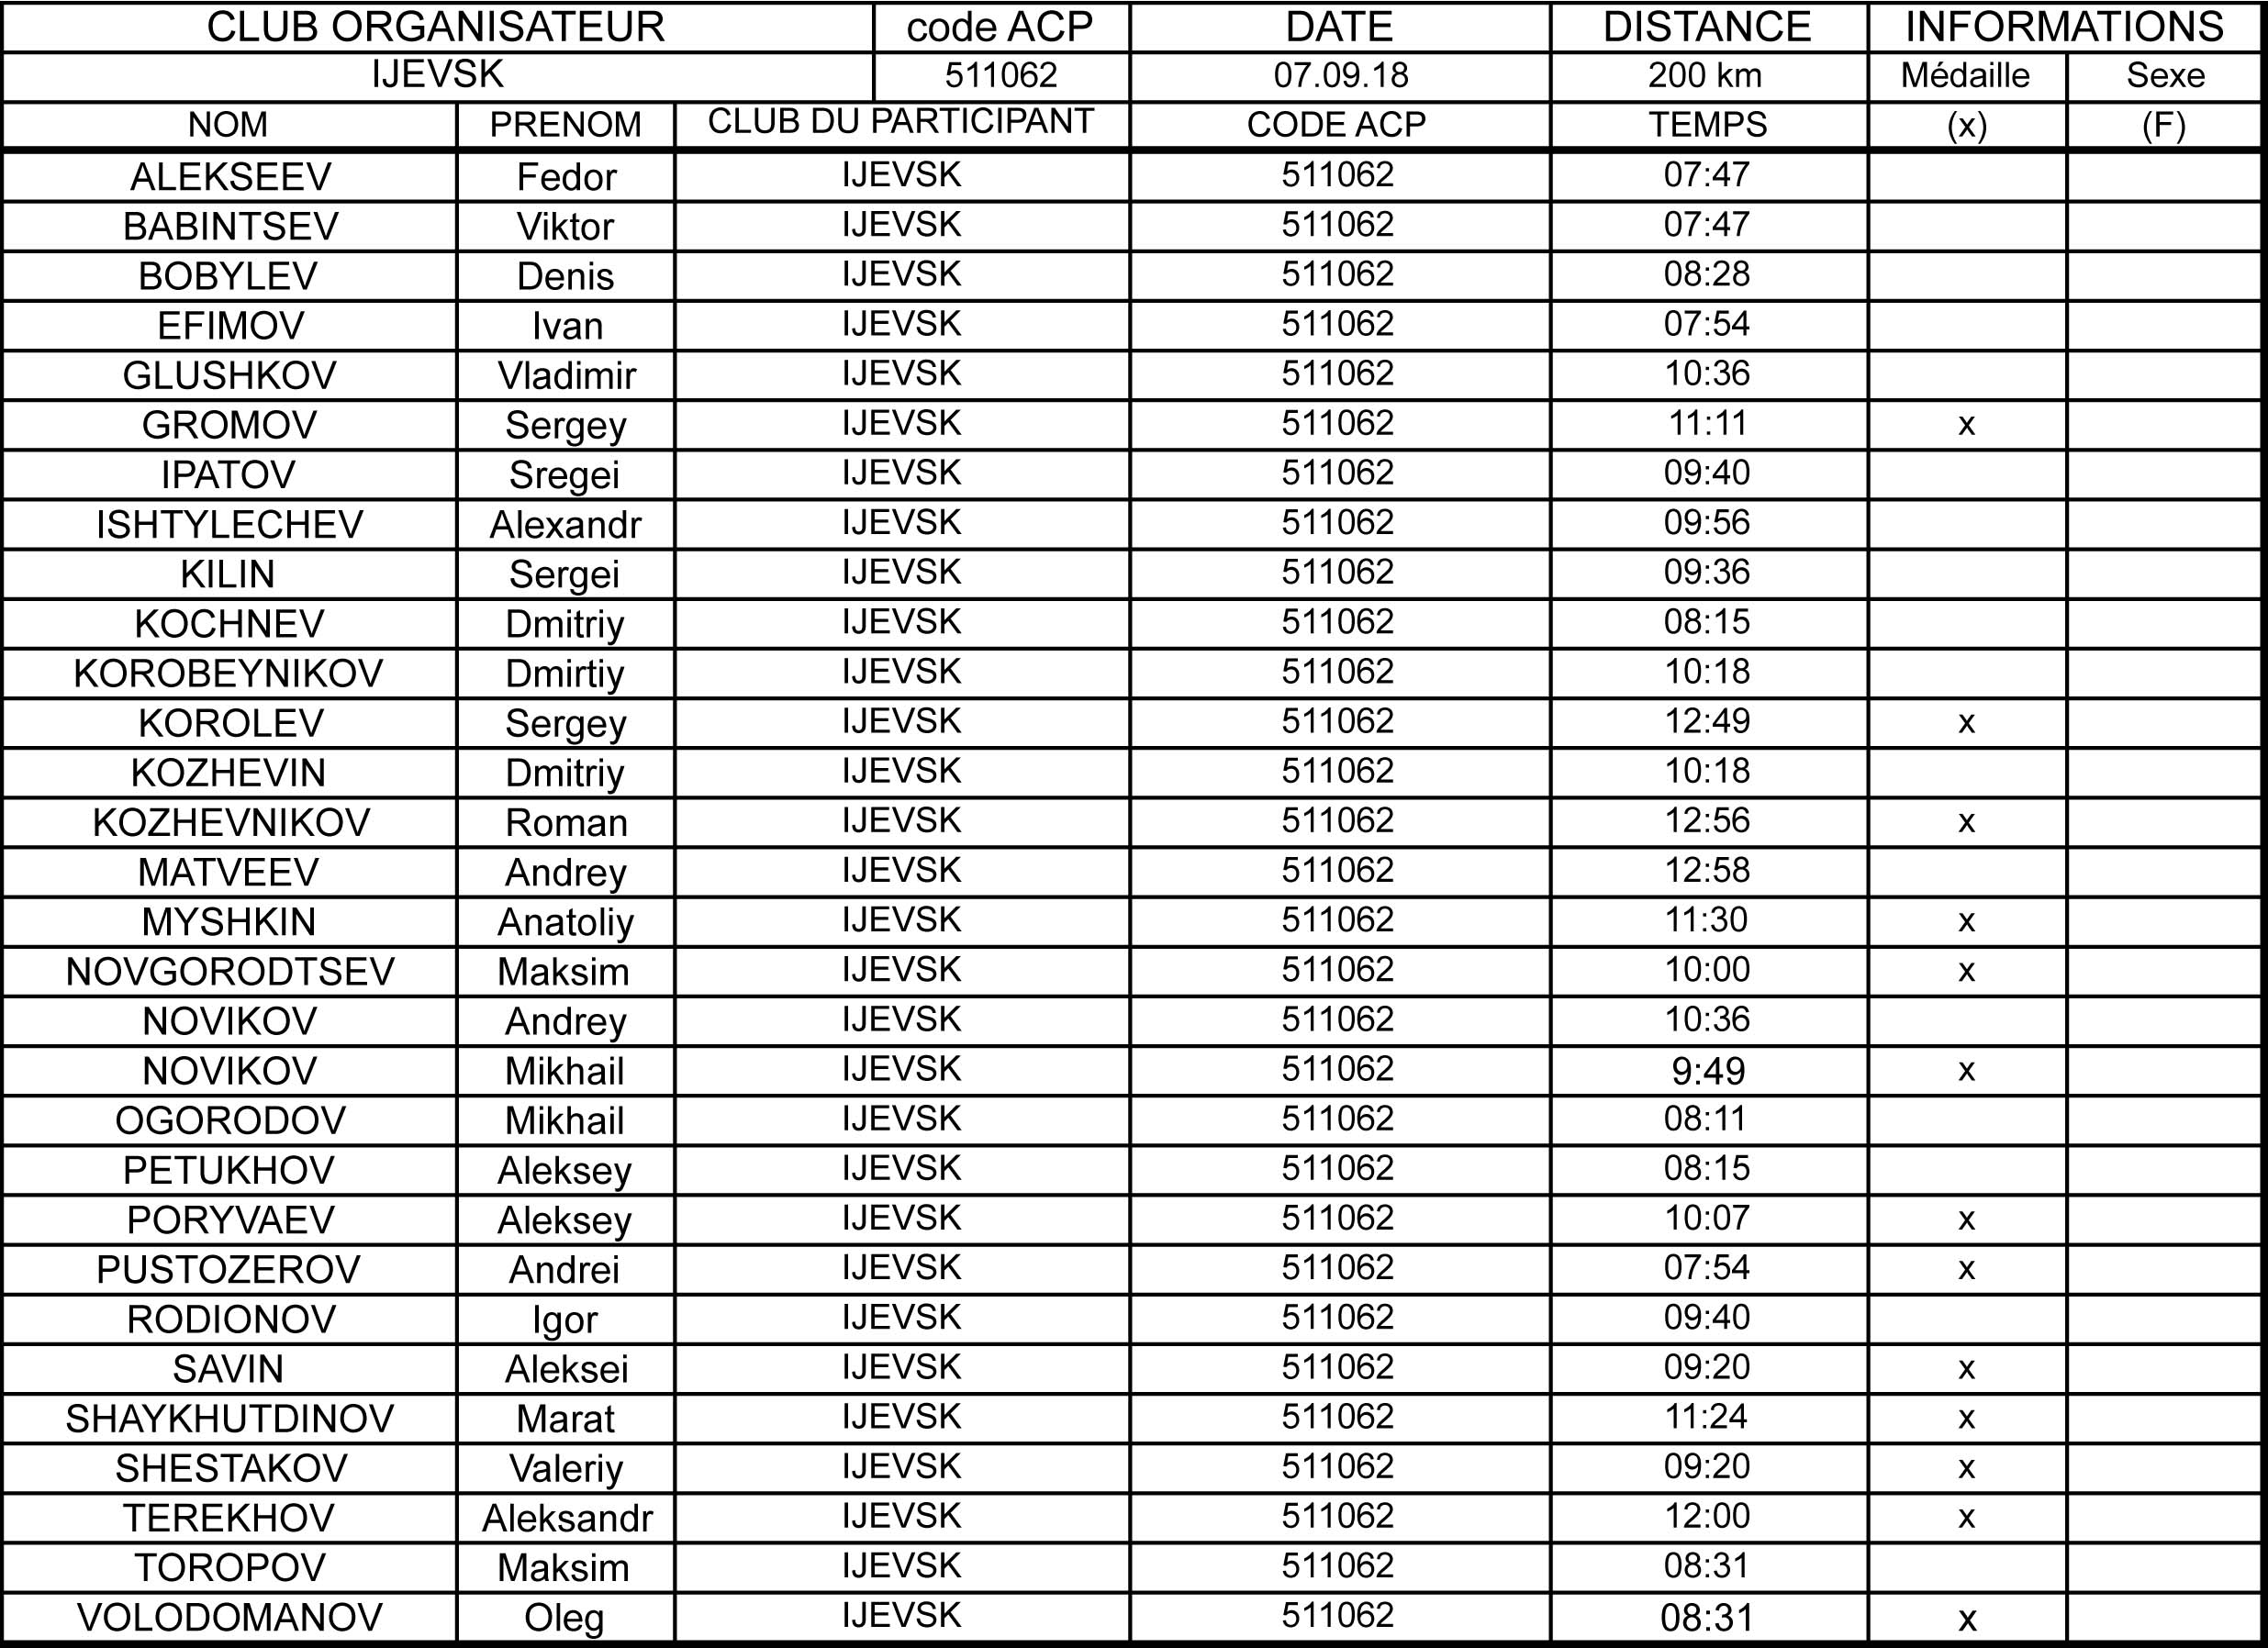 CLUB ORGANISATEUR code ACP DATE DISTANCE INFORMATIONS
IJEVSK 511062 07.09.18 200 km Médaille Sexe
NOM PRENOM CLUB DU PARTICIPANT CODE ACP TEMPS (x) (F)
ALEKSEEV Fedor IJEVSK 511062 07:47
BABINTSEV Viktor IJEVSK 511062 07:47
BOBYLEV Denis IJEVSK 511062 08:28
EFIMOV Ivan IJEVSK 511062 07:54
GLUSHKOV Vladimir IJEVSK 511062 10:36
GROMOV Sergey IJEVSK 511062 11:11 x
IPATOV Sregei IJEVSK 511062 09:40
ISHTYLECHEV Alexandr IJEVSK 511062 09:56
KILIN Sergei IJEVSK 511062 09:36
KOCHNEV Dmitriy IJEVSK 511062 08:15
KOROBEYNIKOV Dmirtiy IJEVSK 511062 10:18
KOROLEV Sergey IJEVSK 511062 12:49 x
KOZHEVIN Dmitriy IJEVSK 511062 10:18
KOZHEVNIKOV Roman IJEVSK 511062 12:56 x
MATVEEV Andrey IJEVSK 511062 12:58
MYSHKIN Anatoliy IJEVSK 511062 11:30 x
NOVGORODTSEV Maksim IJEVSK 511062 10:00 x
NOVIKOV Andrey IJEVSK 511062 10:36
NOVIKOV Mikhail IJEVSK 511062 9:49 x
OGORODOV Mikhail IJEVSK 511062 08:11
PETUKHOV Aleksey IJEVSK 511062 08:15
PORYVAEV Aleksey IJEVSK 511062 10:07 x
PUSTOZEROV Andrei IJEVSK 511062 07:54 x
RODIONOV Igor IJEVSK 511062 09:40
SAVIN Aleksei IJEVSK 511062 09:20 x
SHAYKHUTDINOV Marat IJEVSK 511062 11:24 x
SHESTAKOV Valeriy IJEVSK 511062 09:20 x
TEREKHOV Aleksandr IJEVSK 511062 12:00 x
TOROPOV Maksim IJEVSK 511062 08:31
VOLODOMANOV Oleg IJEVSK 511062 08:31 x